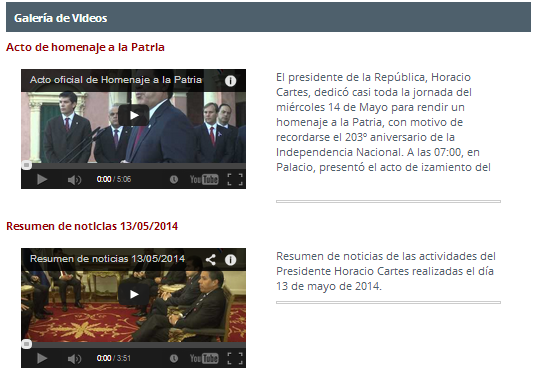 Galería de Videos
Acto de homenaje a la Patria
Acto oficial de Homenaje a la Patria
0:00 / 5:06
YouTube
El presidente de la República, Horacio
Cartes, dedicó casi toda la jornada del
miércoles 14 de Mayo para rendir un
homenaje a la Patria, con motivo de
recordarse el 203º aniversario de la
Independencia Nacional. A las 07:00, en
Palacio, presentó el acto de izamiento del
Resumen de noticias 13/05/2014
Resumen de noticias 13/05/2014
0:00 / 3:51
YouTube
Resumen de noticias de las actividades del
Presidente Horacio Cartes realizadas el día
13 de mayo de 2014.